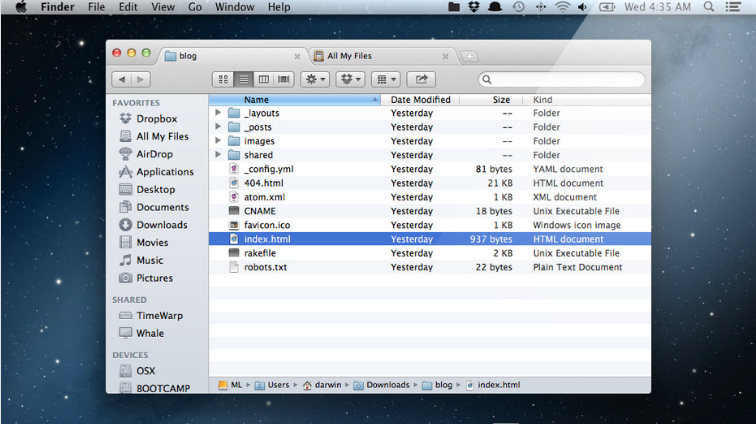 Finder File Edit View Go Window Help Wed 4:35 AM
blog All My Files
FAVORITES
Dropbox
All My Files
AirDrop
Applications
Desktop
Documents
Downloads
Movies
Music
Pictures
SHARED
TimeWarp
Whale
DEVICES
OSX
BOOTCAMP
Name Date Modified Size Kind
_layouts Yesterday -- Folder
_posts Yesterday -- Folder
images Yesterday -- Folder
shared Yesterday -- Folder
_config.yml Yesterday 81 bytes YAML document
404.html Yesterday 21 KB HTML document
atom.xml Yesterday 1 KB XML document
CNAME Yesterday 18 bytes Unix Executable File
favicon.ico Yesterday 1 KB Windows icon image
index.html Yesterday 937 bytes HTML document
rakefile Yesterday 2 KB Unix Executable File
robots.txt Yesterday 22 bytes Plain Text Document
ML ▸ Users ▸ darwin ▸ Downloads ▸ blog ▸ index.html